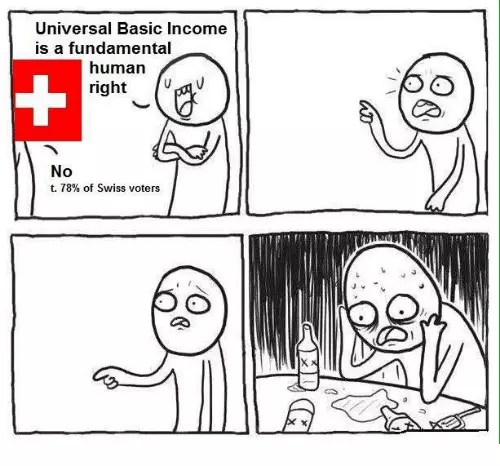 Universal Basic Income
is a fundamental
human
right
No
t. 78% of Swiss voters
x x
x x
x